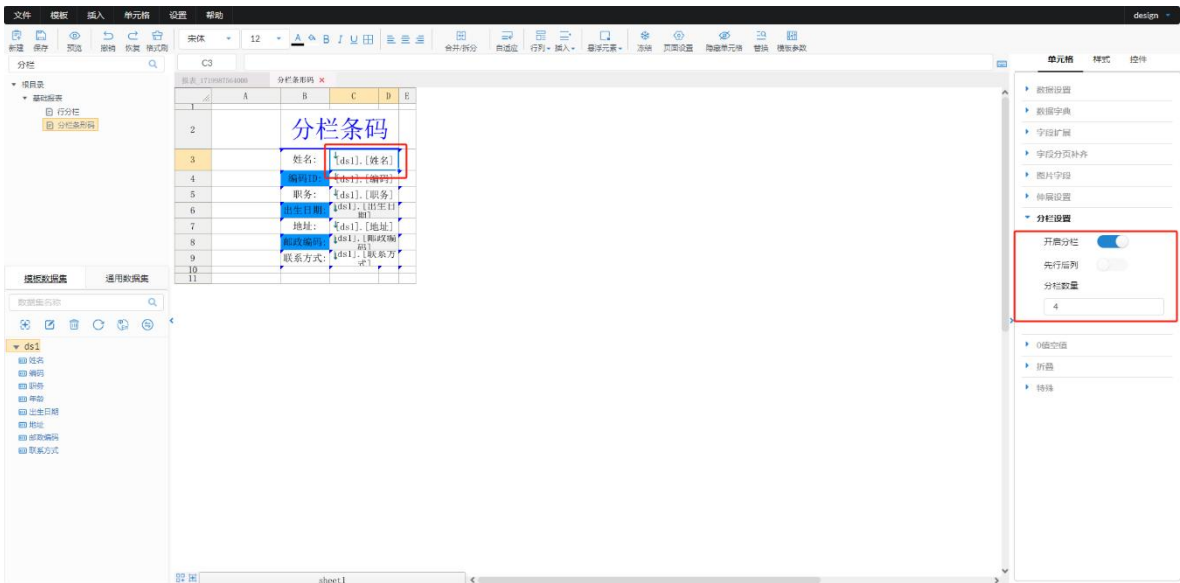 文件 模板 插入 单元格 设置 帮助 design
新建 保存 预览 撤销 恢复 格式刷 宋体 12 A B I U 合并/拆分 自适应 行列 插入 悬浮元素 冻结 页面设置 隐藏单元格 替换 模板参数
分栏 C3 单元格 样式 控件
分栏条形码 ×
根目录
基础报表
行分栏
分栏条形码
A B C D E
1
2 分栏条码
3 姓名: [ds1].[姓名]
4 编码ID: [ds1].[编码]
5 职务: [ds1].[职务]
6 出生日期: [ds1].[出生日期]
7 地址: [ds1].[地址]
8 邮政编码: [ds1].[邮政编码]
9 联系方式: [ds1].[联系方式]
10
11
数据设置
数据字典
字段扩展
字段分页补齐
图片字段
伸展设置
分栏设置
开启分栏
先行后列
分栏数量
4
0值空值
折叠
特殊
模板数据集 通用数据集
数据集名称
ds1
姓名
编码
职务
年龄
出生日期
地址
邮政编码
联系方式
sheet1